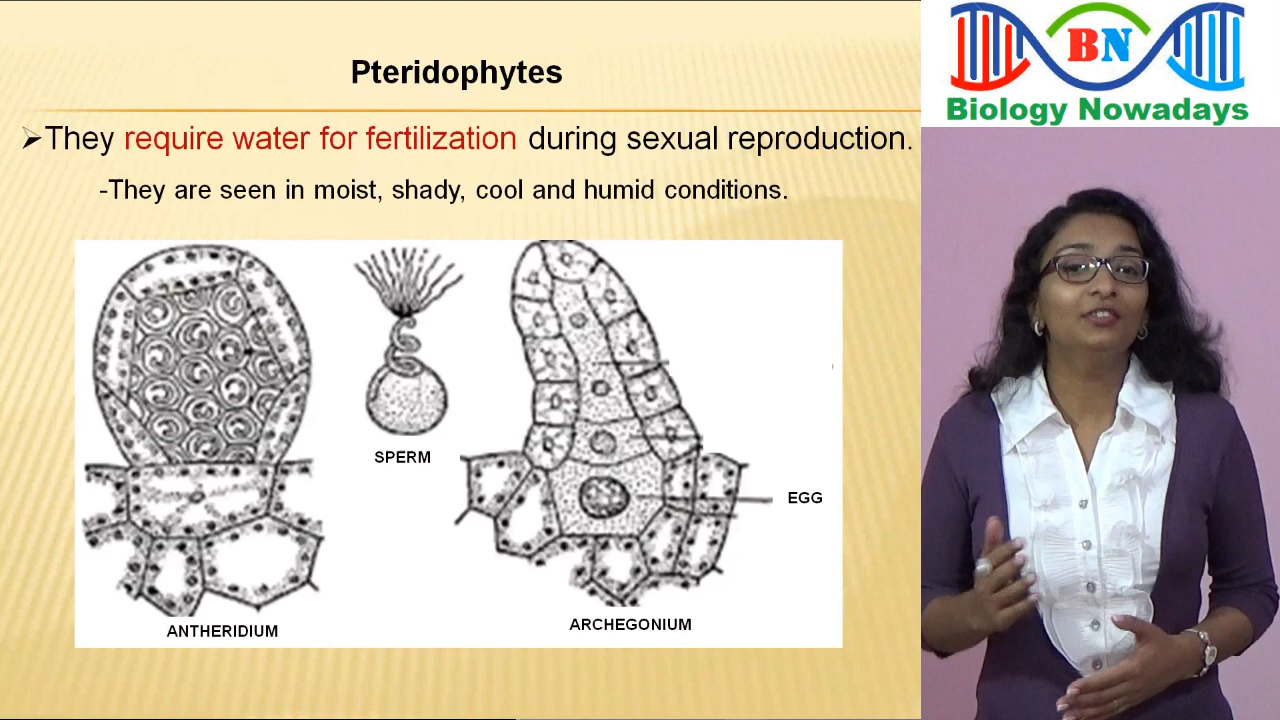 Pteridophytes
BN
Biology Nowadays
➢They require water for fertilization during sexual reproduction.
-They are seen in moist, shady, cool and humid conditions.
SPERM
EGG
ANTHERIDIUM
ARCHEGONIUM